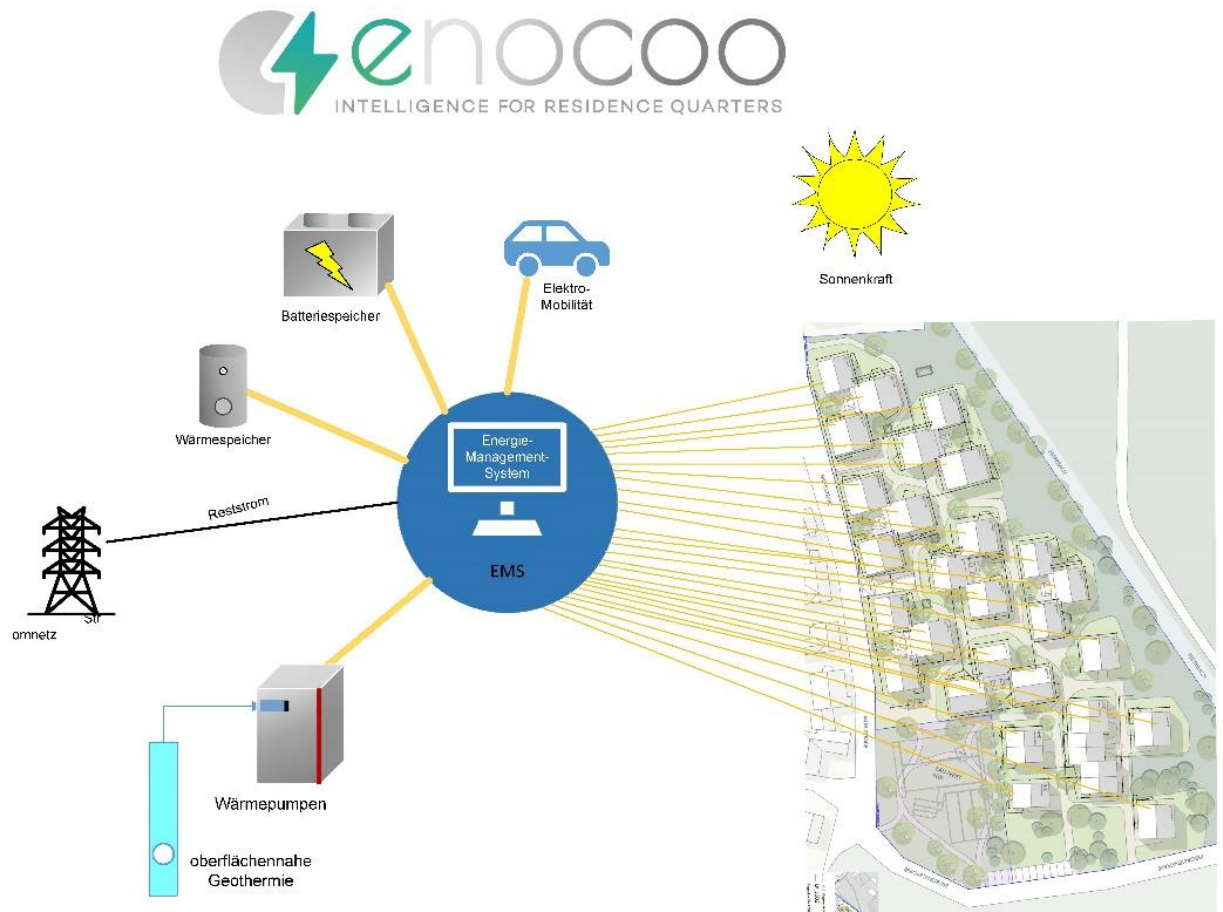 enocoo
INTELLIGENCE FOR RESIDENCE QUARTERS
Sonnenkraft
Elektro-
Mobilität
Batteriespeicher
Wärmespeicher
Energie-
Management-
System
EMS
Reststrom
Str
omnetz
Wärmepumpen
oberflächennahe
Geothermie